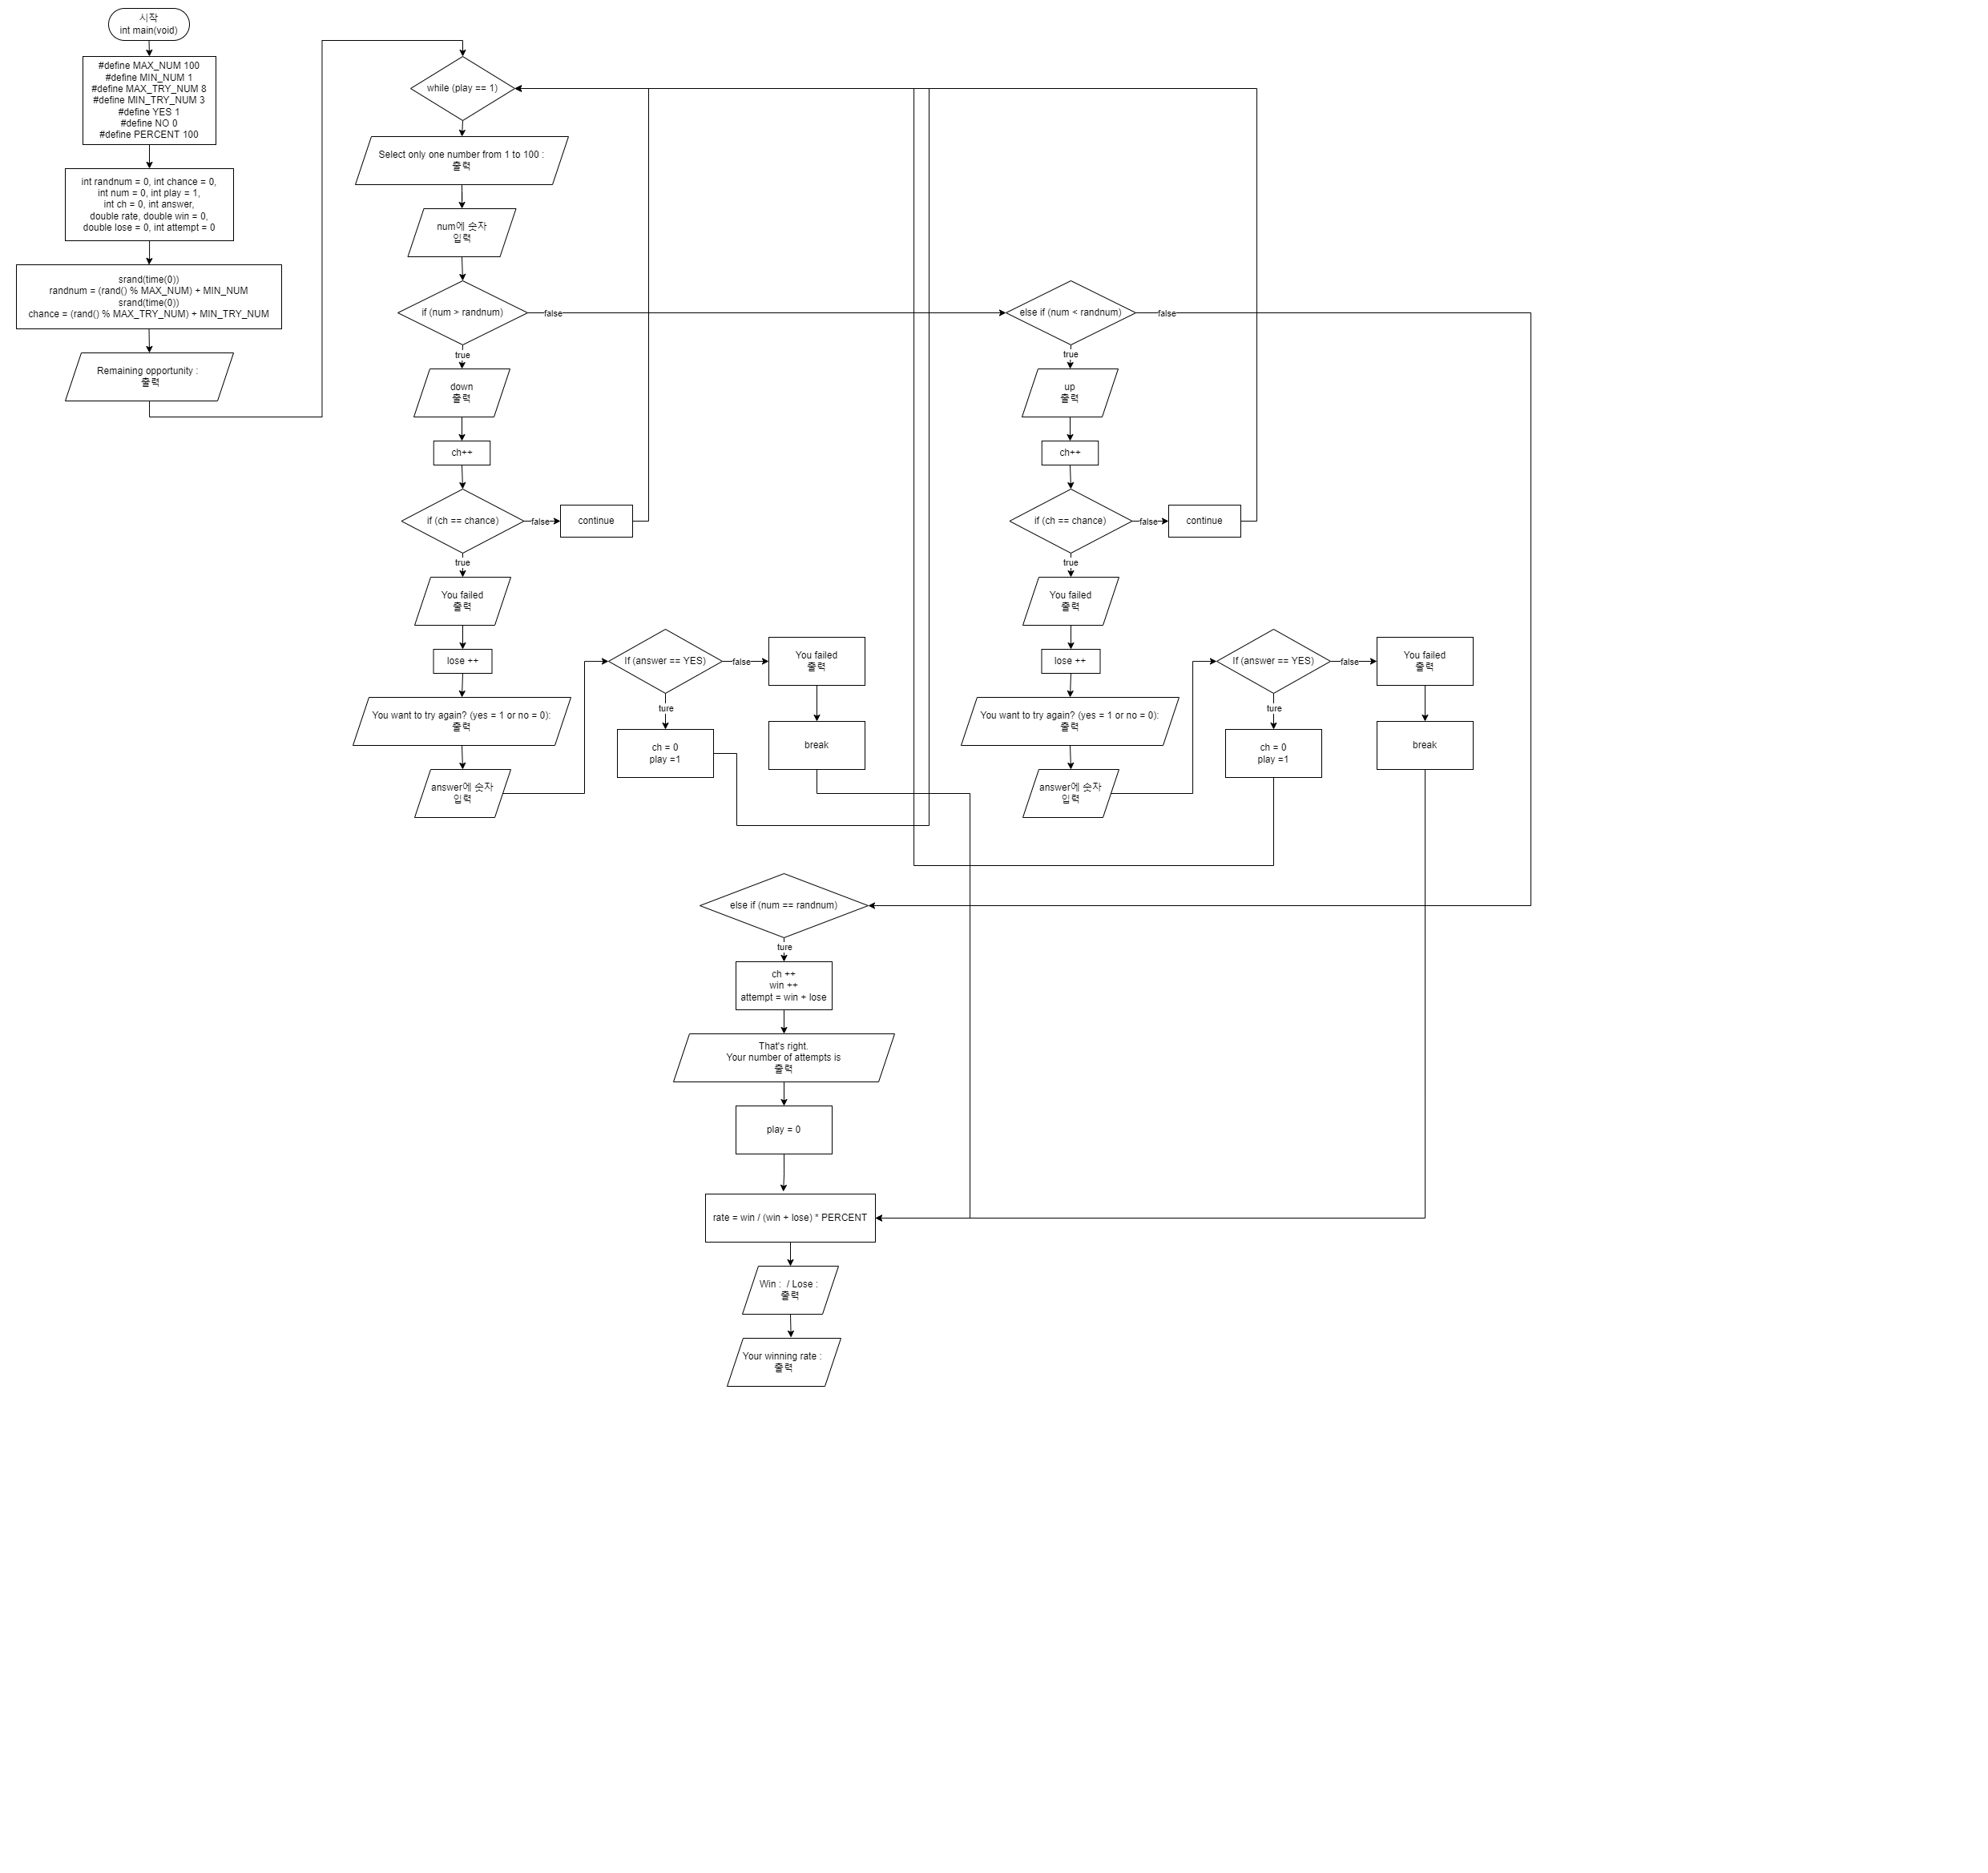 시작
int main(void)
#define MAX_NUM 100
#define MIN_NUM 1
#define MAX_TRY_NUM 8
#define MIN_TRY_NUM 3
#define YES 1
#define NO 0
#define PERCENT 100
int randnum = 0, int chance = 0,
int num = 0, int play = 1,
int ch = 0, int answer,
double rate, double win = 0,
double lose = 0, int attempt = 0
srand(time(0))
randnum = (rand() % MAX_NUM) + MIN_NUM
srand(time(0))
chance = (rand() % MAX_TRY_NUM) + MIN_TRY_NUM
Remaining opportunity :
출력
while (play == 1)
Select only one number from 1 to 100 :
출력
num에 숫자
입력
if (num > randnum)
false
true
down
출력
ch++
if (ch == chance)
false
continue
true
You failed
출력
lose ++
You want to try again? (yes = 1 or no = 0):
출력
answer에 숫자
입력
If (answer == YES)
false
You failed
출력
break
ture
ch = 0
play =1
else if (num < randnum)
false
true
up
출력
ch++
if (ch == chance)
false
continue
true
You failed
출력
lose ++
You want to try again? (yes = 1 or no = 0):
출력
answer에 숫자
입력
If (answer == YES)
false
You failed
출력
break
ture
ch = 0
play =1
else if (num == randnum)
ture
ch ++
win ++
attempt = win + lose
That's right.
Your number of attempts is
출력
play = 0
rate = win / (win + lose) * PERCENT
Win :  / Lose :
출력
Your winning rate :
출력